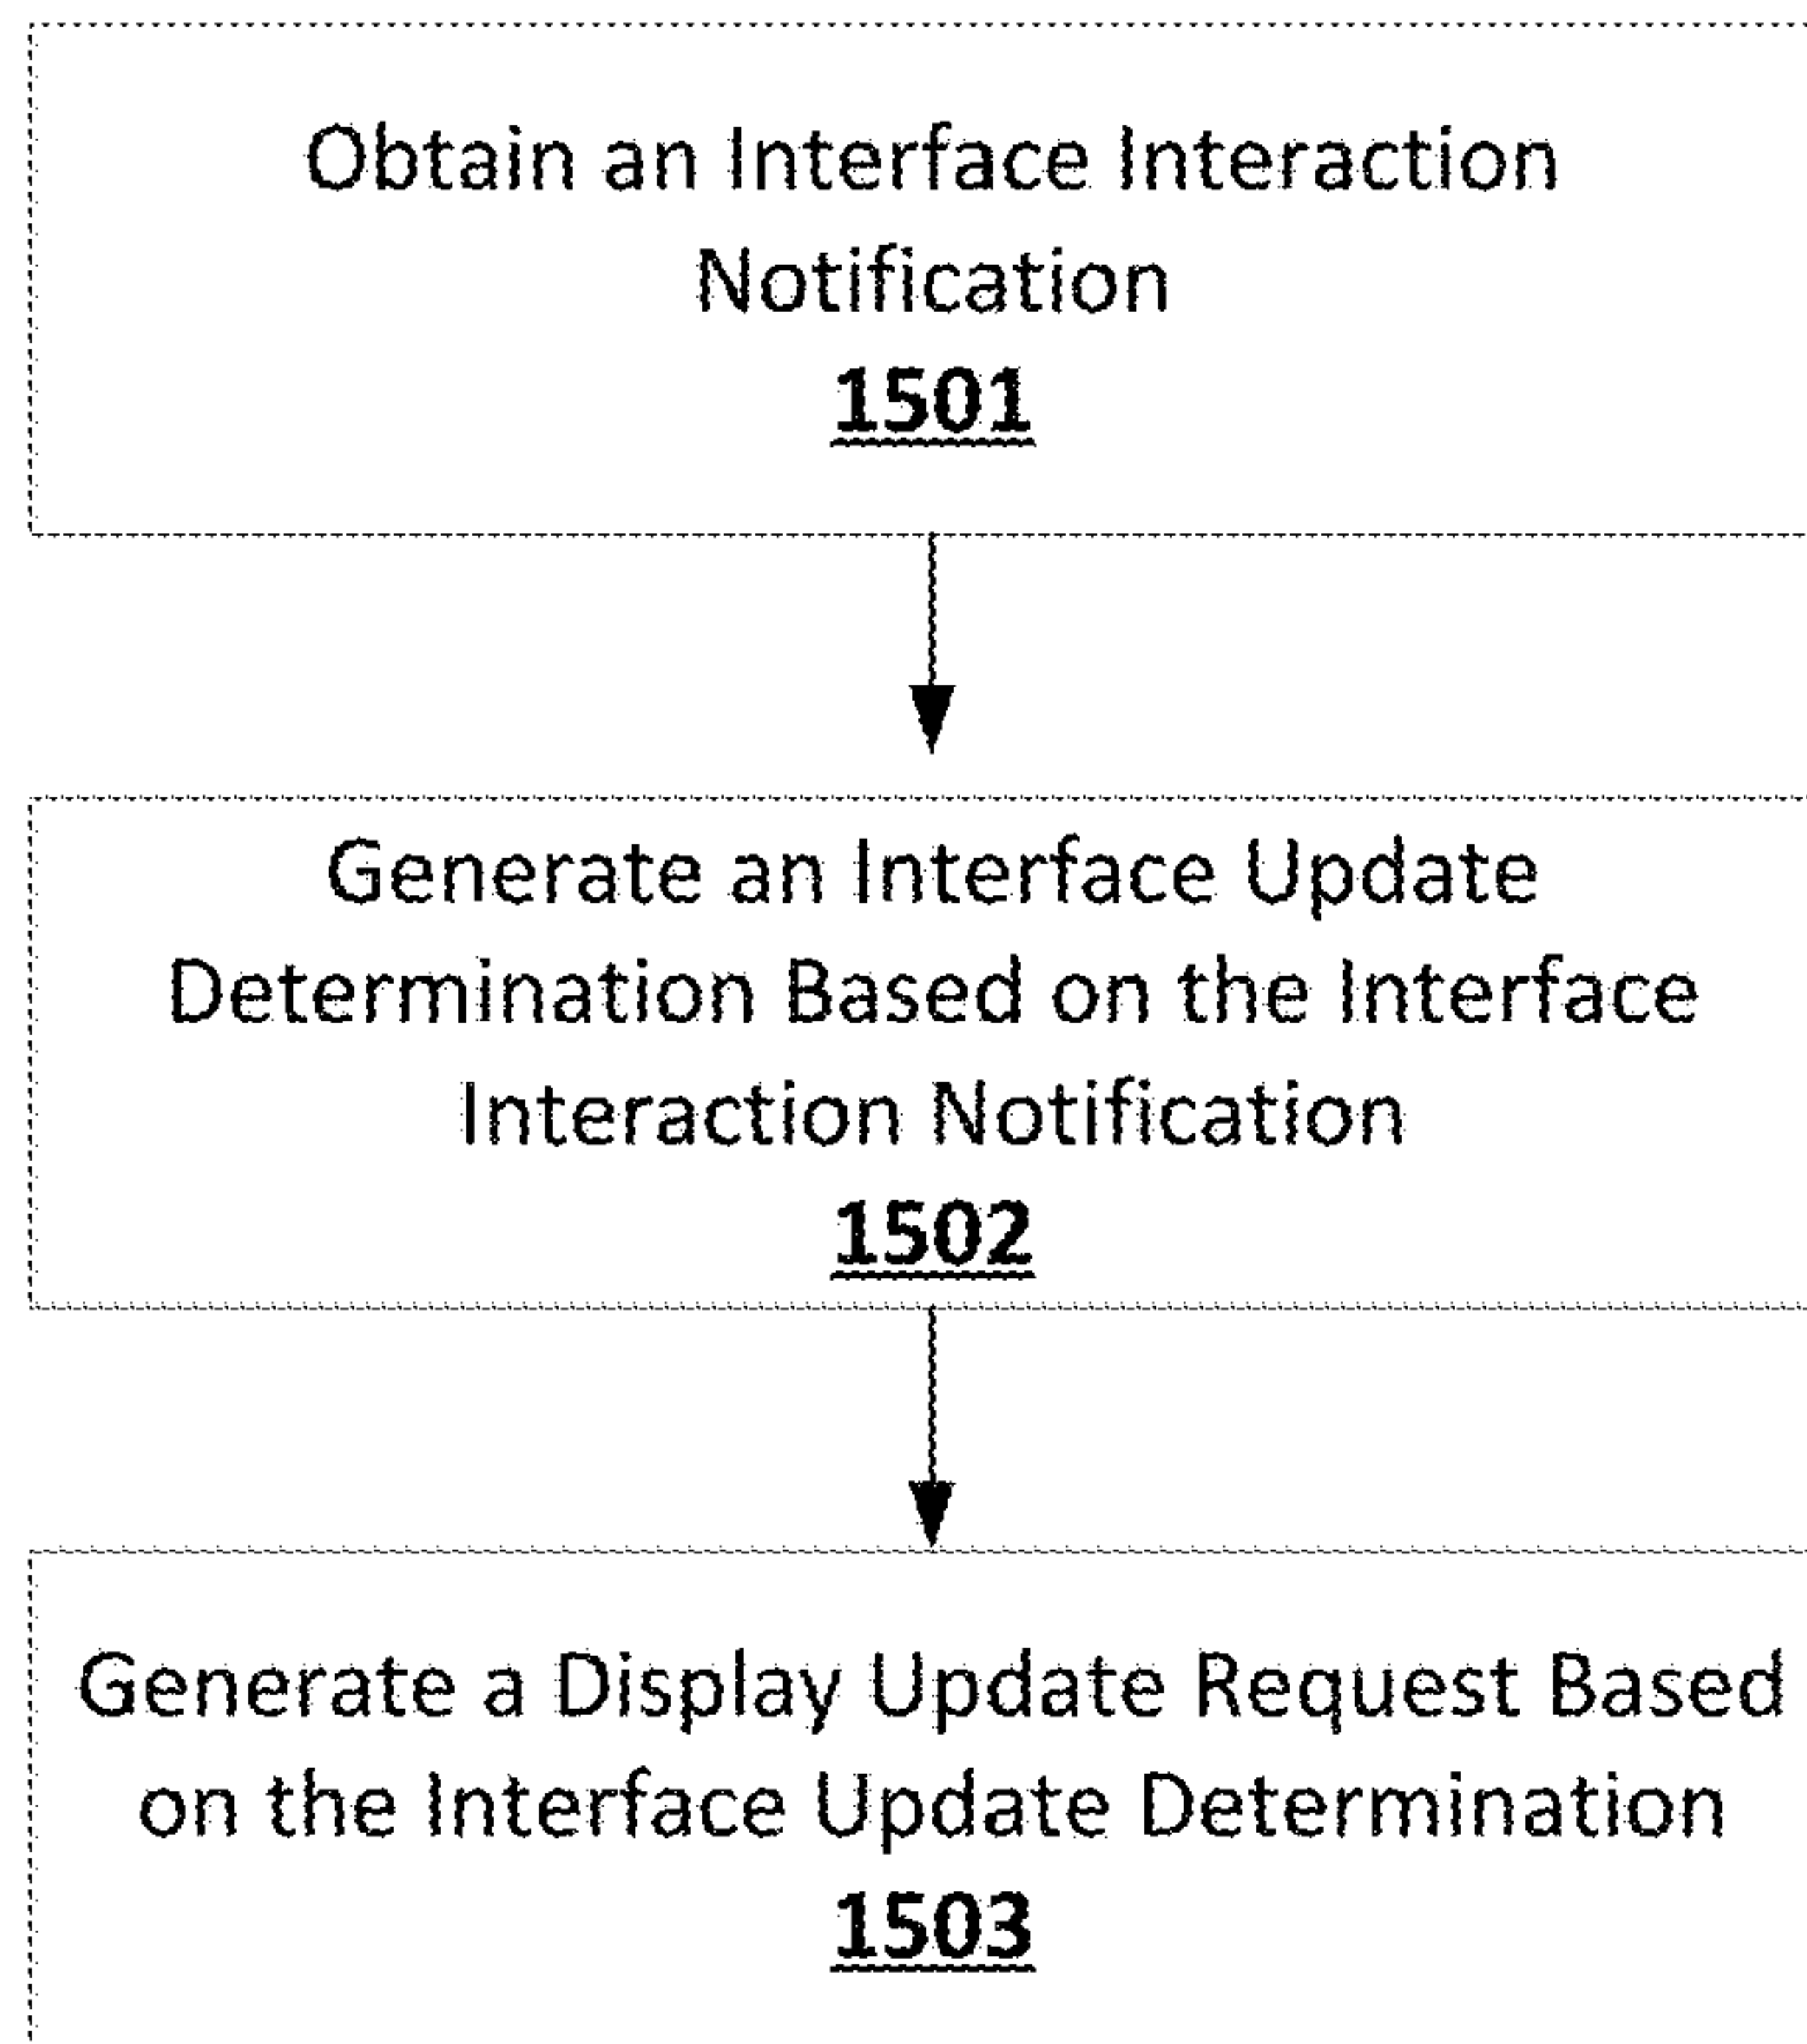 Obtain an Interface Interaction
Notification
1501
Generate an Interface Update
Determination Based on the Interface
Interaction Notification
1502
Generate a Display Update Request Based
on the Interface Update Determination
1503